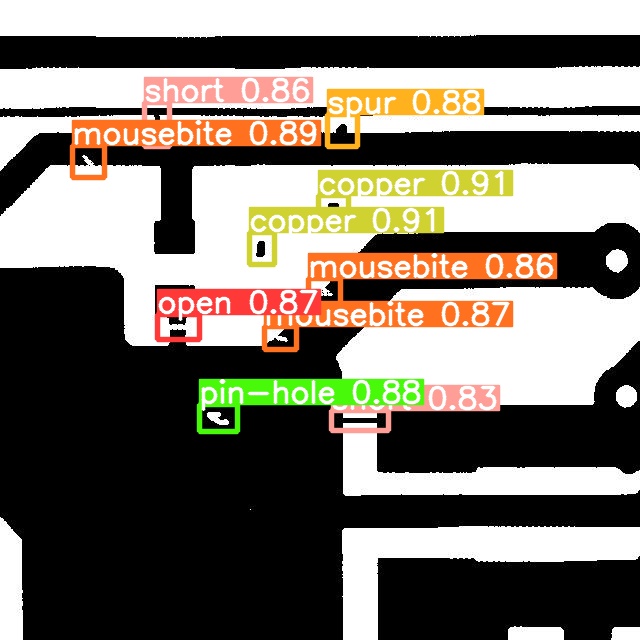 short 0.86
spur 0.88
mousebite 0.89
copper 0.91
copper 0.91
mousebite 0.86
open 0.87
mousebite 0.87
pin-hole 0.88
short 0.83